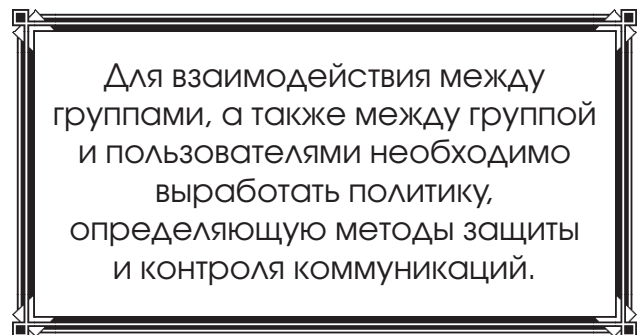 Для взаимодействия между
группами, а также между группой
и пользователями необходимо
выработать политику,
определяющую методы защиты
и контроля коммуникаций.